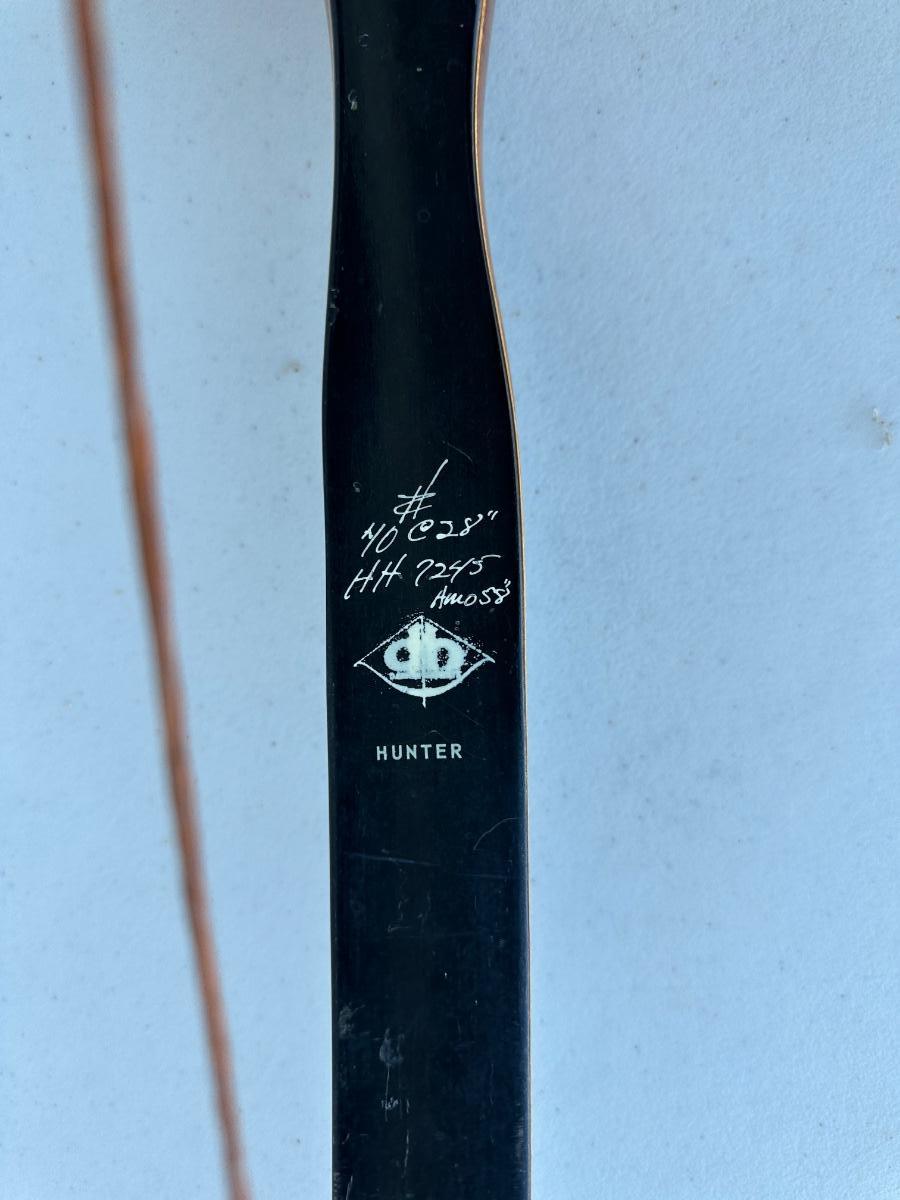 #
40 @ 28"
HH 7245
AMO 58"
db
HUNTER